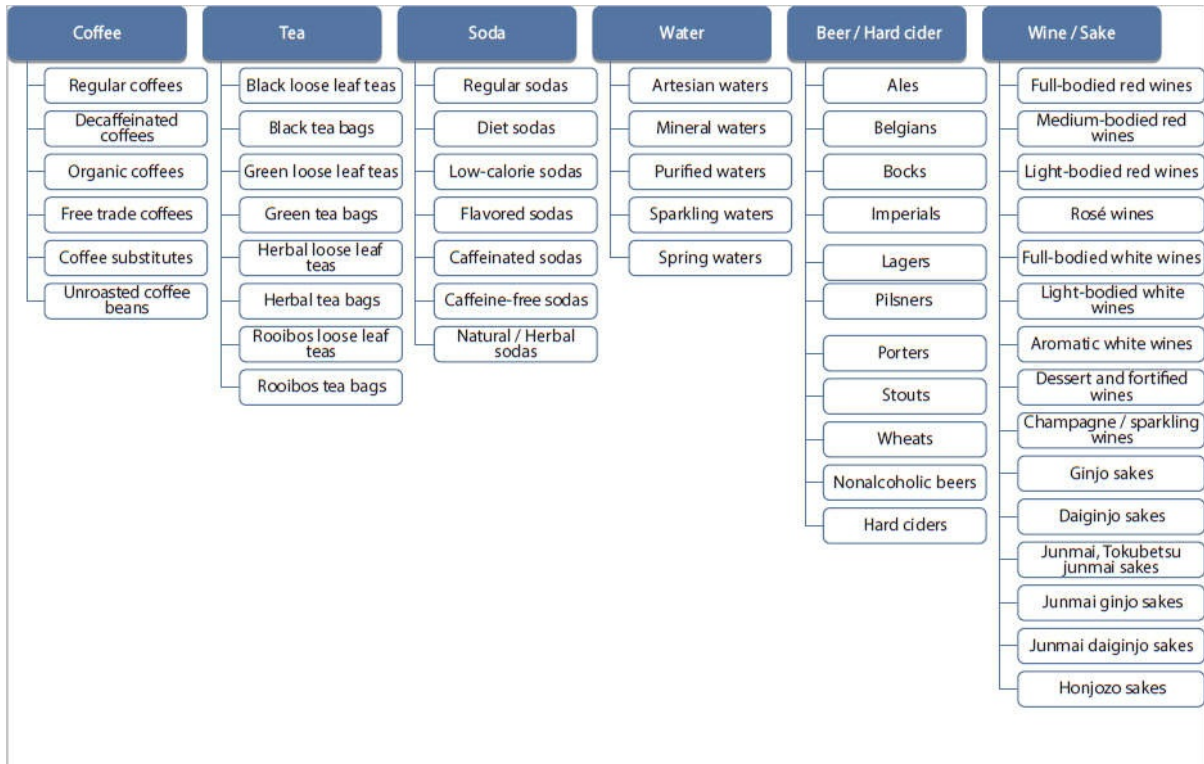 Coffee
Regular coffees
Decaffeinated
coffees
Organic coffees
Free trade coffees
Coffee substitutes
Unroasted coffee
beans
Tea
Black loose leaf teas
Black tea bags
Green loose leaf teas
Green tea bags
Herbal loose leaf
teas
Herbal tea bags
Rooibos loose leaf
teas
Rooibos tea bags
Soda
Regular sodas
Diet sodas
Low-calorie sodas
Flavored sodas
Caffeinated sodas
Caffeine-free sodas
Natural / Herbal
sodas
Water
Artesian waters
Mineral waters
Purified waters
Sparkling waters
Spring waters
Beer / Hard cider
Ales
Belgians
Bocks
Imperials
Lagers
Pilsners
Porters
Stouts
Wheats
Nonalcoholic beers
Hard ciders
Wine / Sake
Full-bodied red wines
Medium-bodied red
wines
Light-bodied red wines
Rosé wines
Full-bodied white wines
Light-bodied white
wines
Aromatic white wines
Dessert and fortified
wines
Champagne / sparkling
wines
Ginjo sakes
Daiginjo sakes
Junmai, Tokubetsu
junmai sakes
Junmai ginjo sakes
Junmai daiginjo sakes
Honjozo sakes